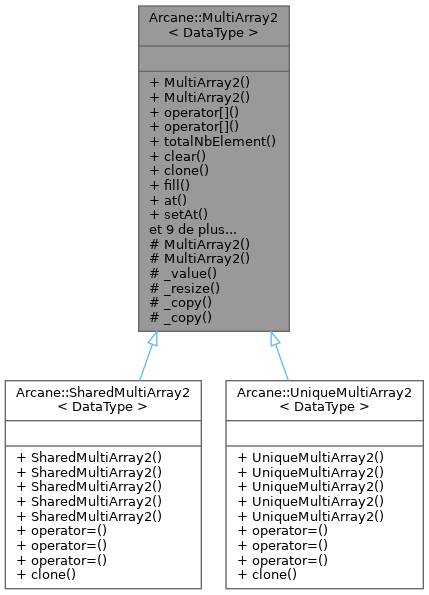 Arcane::MultiArray2
< DataType >
+ MultiArray2()
+ MultiArray2()
+ operator[]()
+ operator[]()
+ totalNbElement()
+ clear()
+ clone()
+ fill()
+ at()
+ setAt()
et 9 de plus...
# MultiArray2()
# MultiArray2()
# _value()
# _resize()
# _copy()
# _copy()
Arcane::SharedMultiArray2
< DataType >
+ SharedMultiArray2()
+ SharedMultiArray2()
+ SharedMultiArray2()
+ SharedMultiArray2()
+ SharedMultiArray2()
+ operator=()
+ operator=()
+ operator=()
+ clone()
Arcane::UniqueMultiArray2
< DataType >
+ UniqueMultiArray2()
+ UniqueMultiArray2()
+ UniqueMultiArray2()
+ UniqueMultiArray2()
+ UniqueMultiArray2()
+ operator=()
+ operator=()
+ operator=()
+ clone()